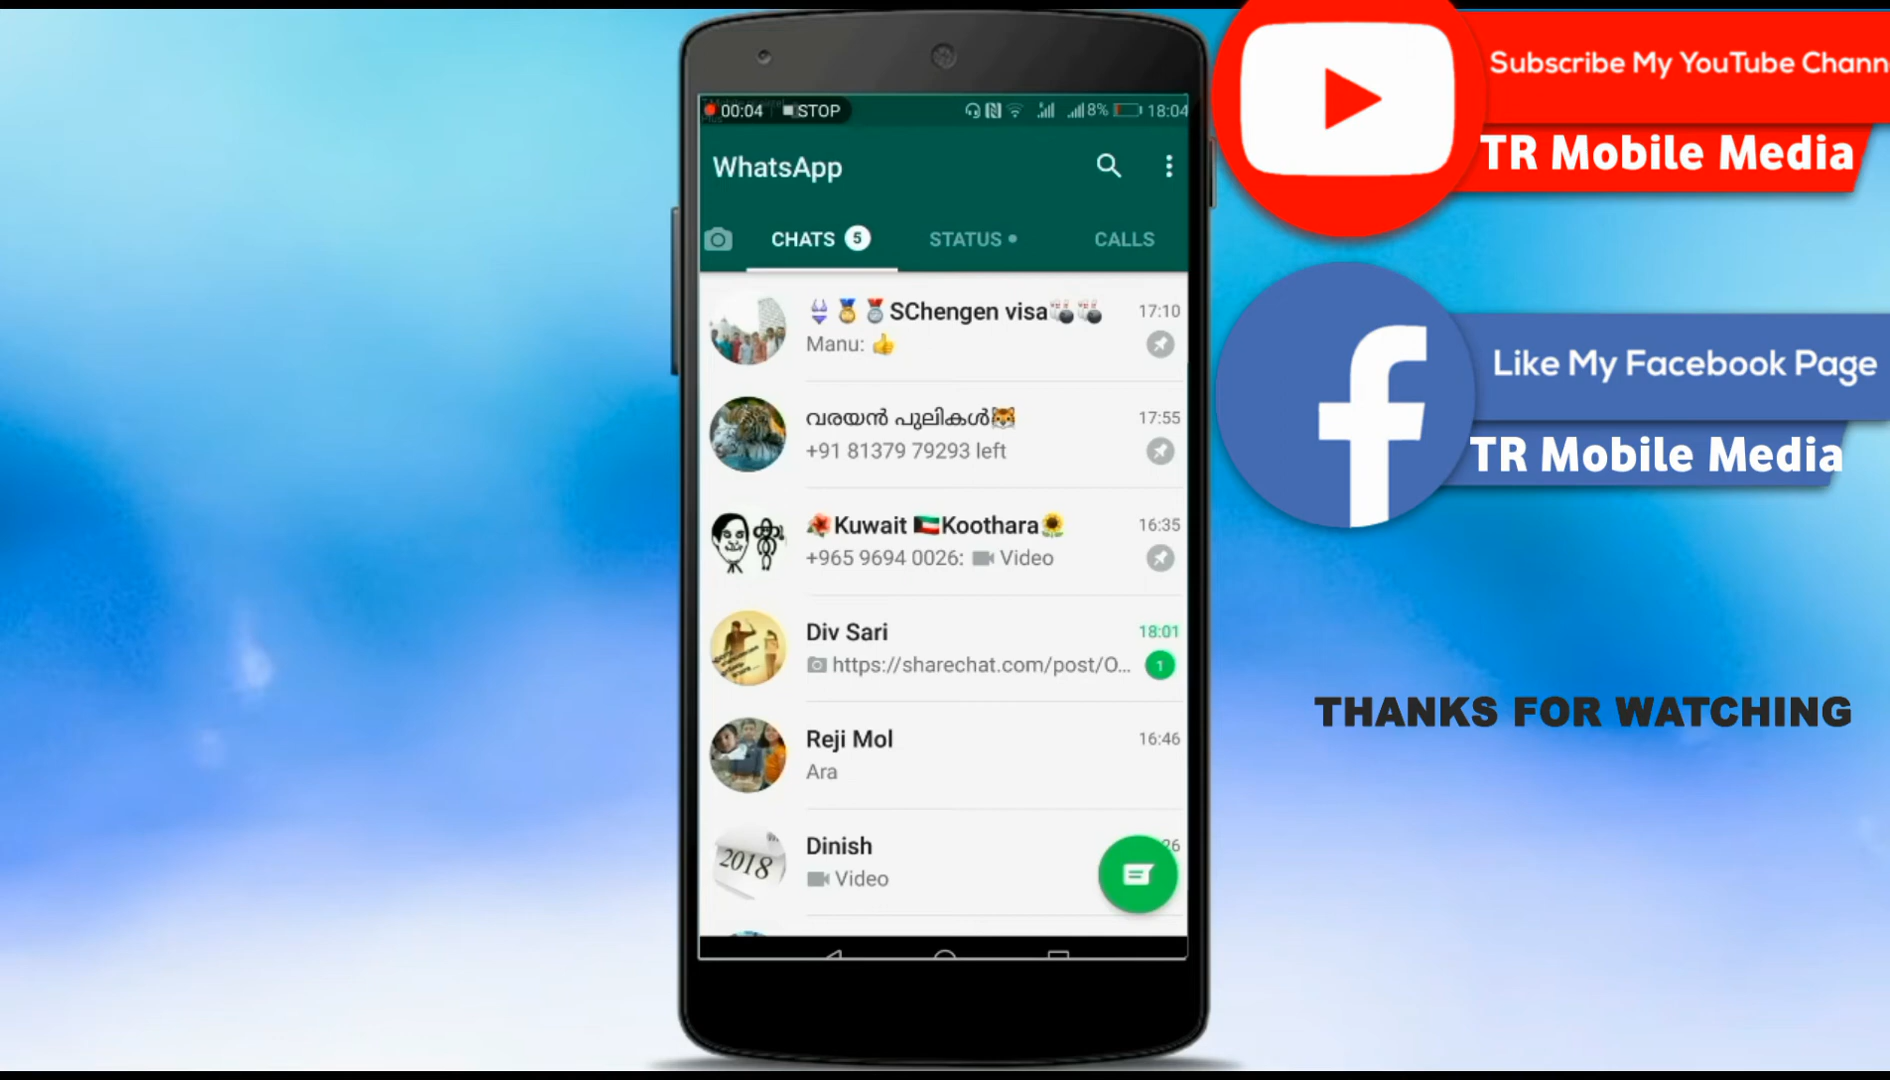 00:04 STOP 8% 18:04
WhatsApp
CHATS 5 STATUS CALLS
👙🏅🏅SChengen visa🎳🎳 17:10
Manu: 👍
വരയൻ പുലികൾ🐯 17:55
+91 81379 79293 left
🌺Kuwait 🇰🇼Koothara🌻 16:35
+965 9694 0026: Video
Div Sari 18:01
https://sharechat.com/post/O... 1
Reji Mol 16:46
Ara
2018
Dinish 26
Video
Subscribe My YouTube Chann
TR Mobile Media
f
Like My Facebook Page
TR Mobile Media
THANKS FOR WATCHING